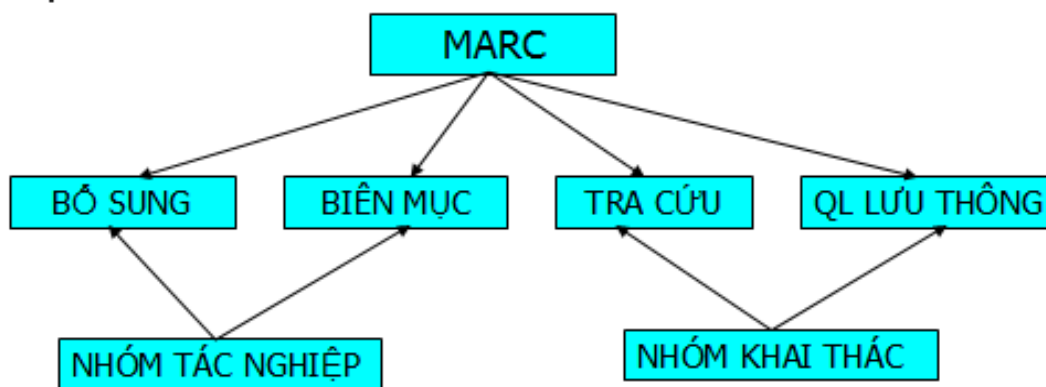 MARC
BỔ SUNG
BIÊN MỤC
TRA CỨU
QL LƯU THÔNG
NHÓM TÁC NGHIỆP
NHÓM KHAI THÁC